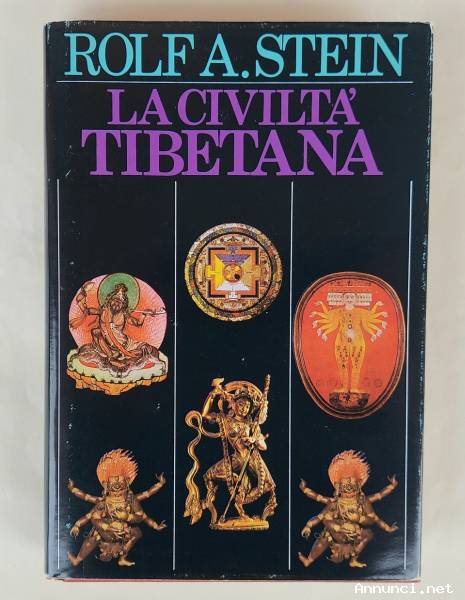 ROLF A. STEIN
LA CIVILTA'
TIBETANA
Annunci.net